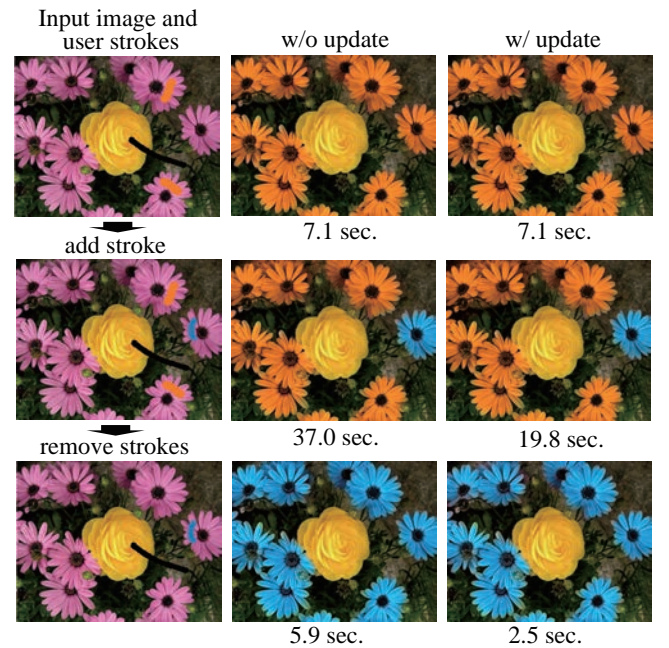 Input image and
user strokes
w/o update
w/ update
7.1 sec.
7.1 sec.
add stroke
37.0 sec.
19.8 sec.
remove strokes
5.9 sec.
2.5 sec.